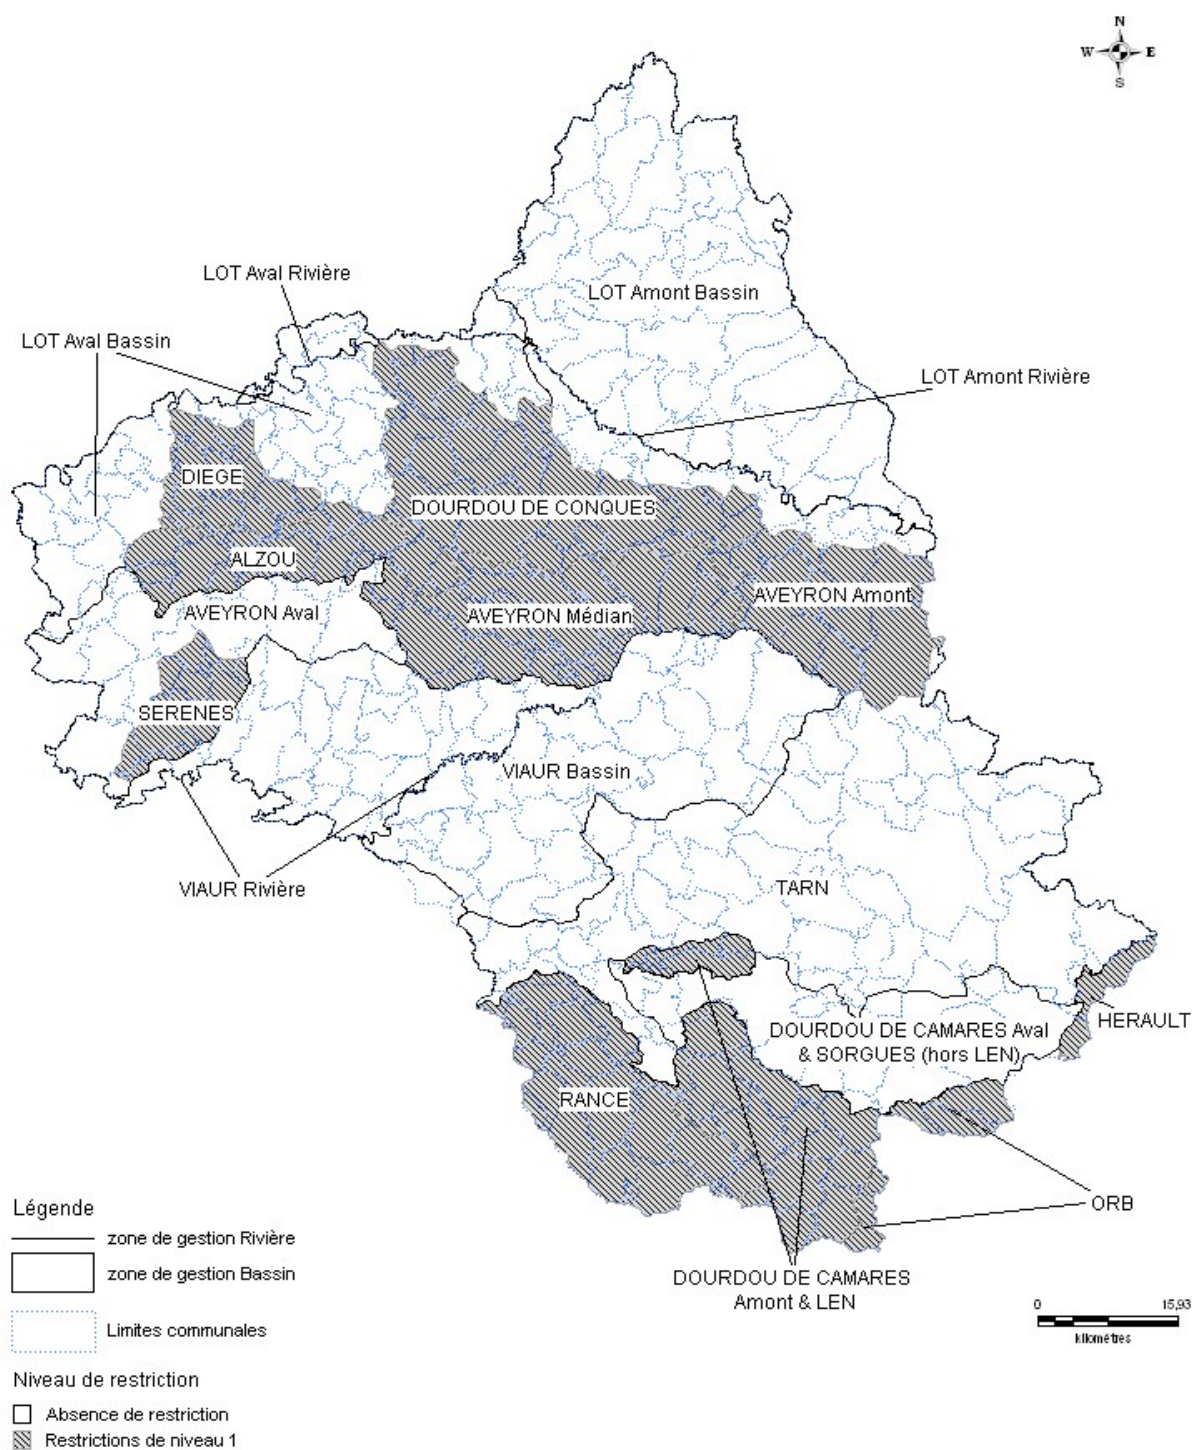 N
W E
S
LOT Aval Rivière
LOT Amont Bassin
LOT Aval Bassin
LOT Amont Rivière
DIEGE
DOURDOU DE CONQUES
ALZOU
AVEYRON Amont
AVEYRON Aval
AVEYRON Médian
SERENES
VIAUR Bassin
VIAUR Rivière
TARN
HERAULT
DOURDOU DE CAMARES Aval
& SORGUES (hors LEN)
RANCE
ORB
DOURDOU DE CAMARES
Amont & LEN
Légende
zone de gestion Rivière
zone de gestion Bassin
Limites communales
Niveau de restriction
Absence de restriction
Restrictions de niveau 1
0 15,93
kilomètres